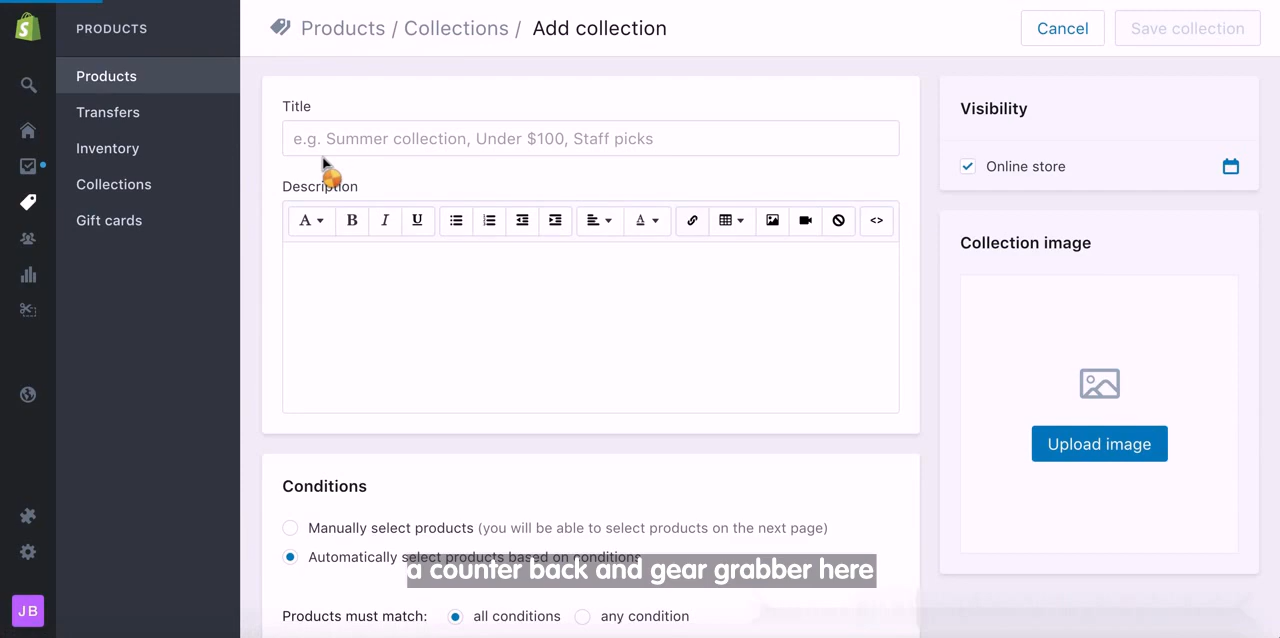 PRODUCTS
Products
Transfers
Inventory
Collections
Gift cards
JB
Products / Collections / Add collection
Cancel
Save collection
Title
e.g. Summer collection, Under $100, Staff picks
Description
A
B
I
U
A
<>
Visibility
Online store
Collection image
Upload image
Conditions
Manually select products (you will be able to select products on the next page)
Automatically select products based on conditions
a counter back and gear grabber here
Products must match: all conditions any condition